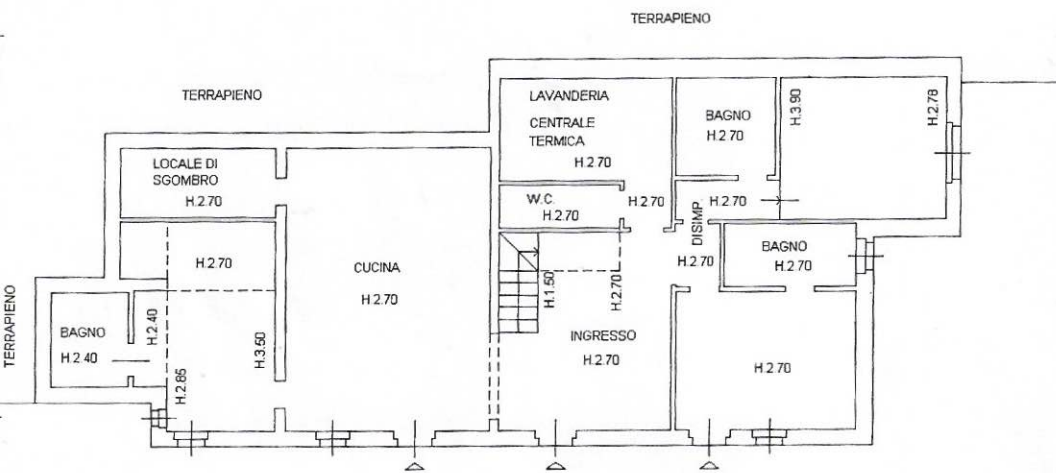 TERRAPIENO
TERRAPIENO
LAVANDERIA
CENTRALE
TERMICA
H.2.70
BAGNO
H.2.70
H.3.90
H.2.78
LOCALE DI
SGOMBRO
H.2.70
W.C.
H.2.70
H.2.70
DISIMP
H.2.70
H.2.70
CUCINA
H.2.70
H.1.50
H.2.70
H.2.70
BAGNO
H.2.70
TERRAPIENO
BAGNO
H.2.40
H.2.40
H.2.85
H.3.50
INGRESSO
H.2.70
H.2.70